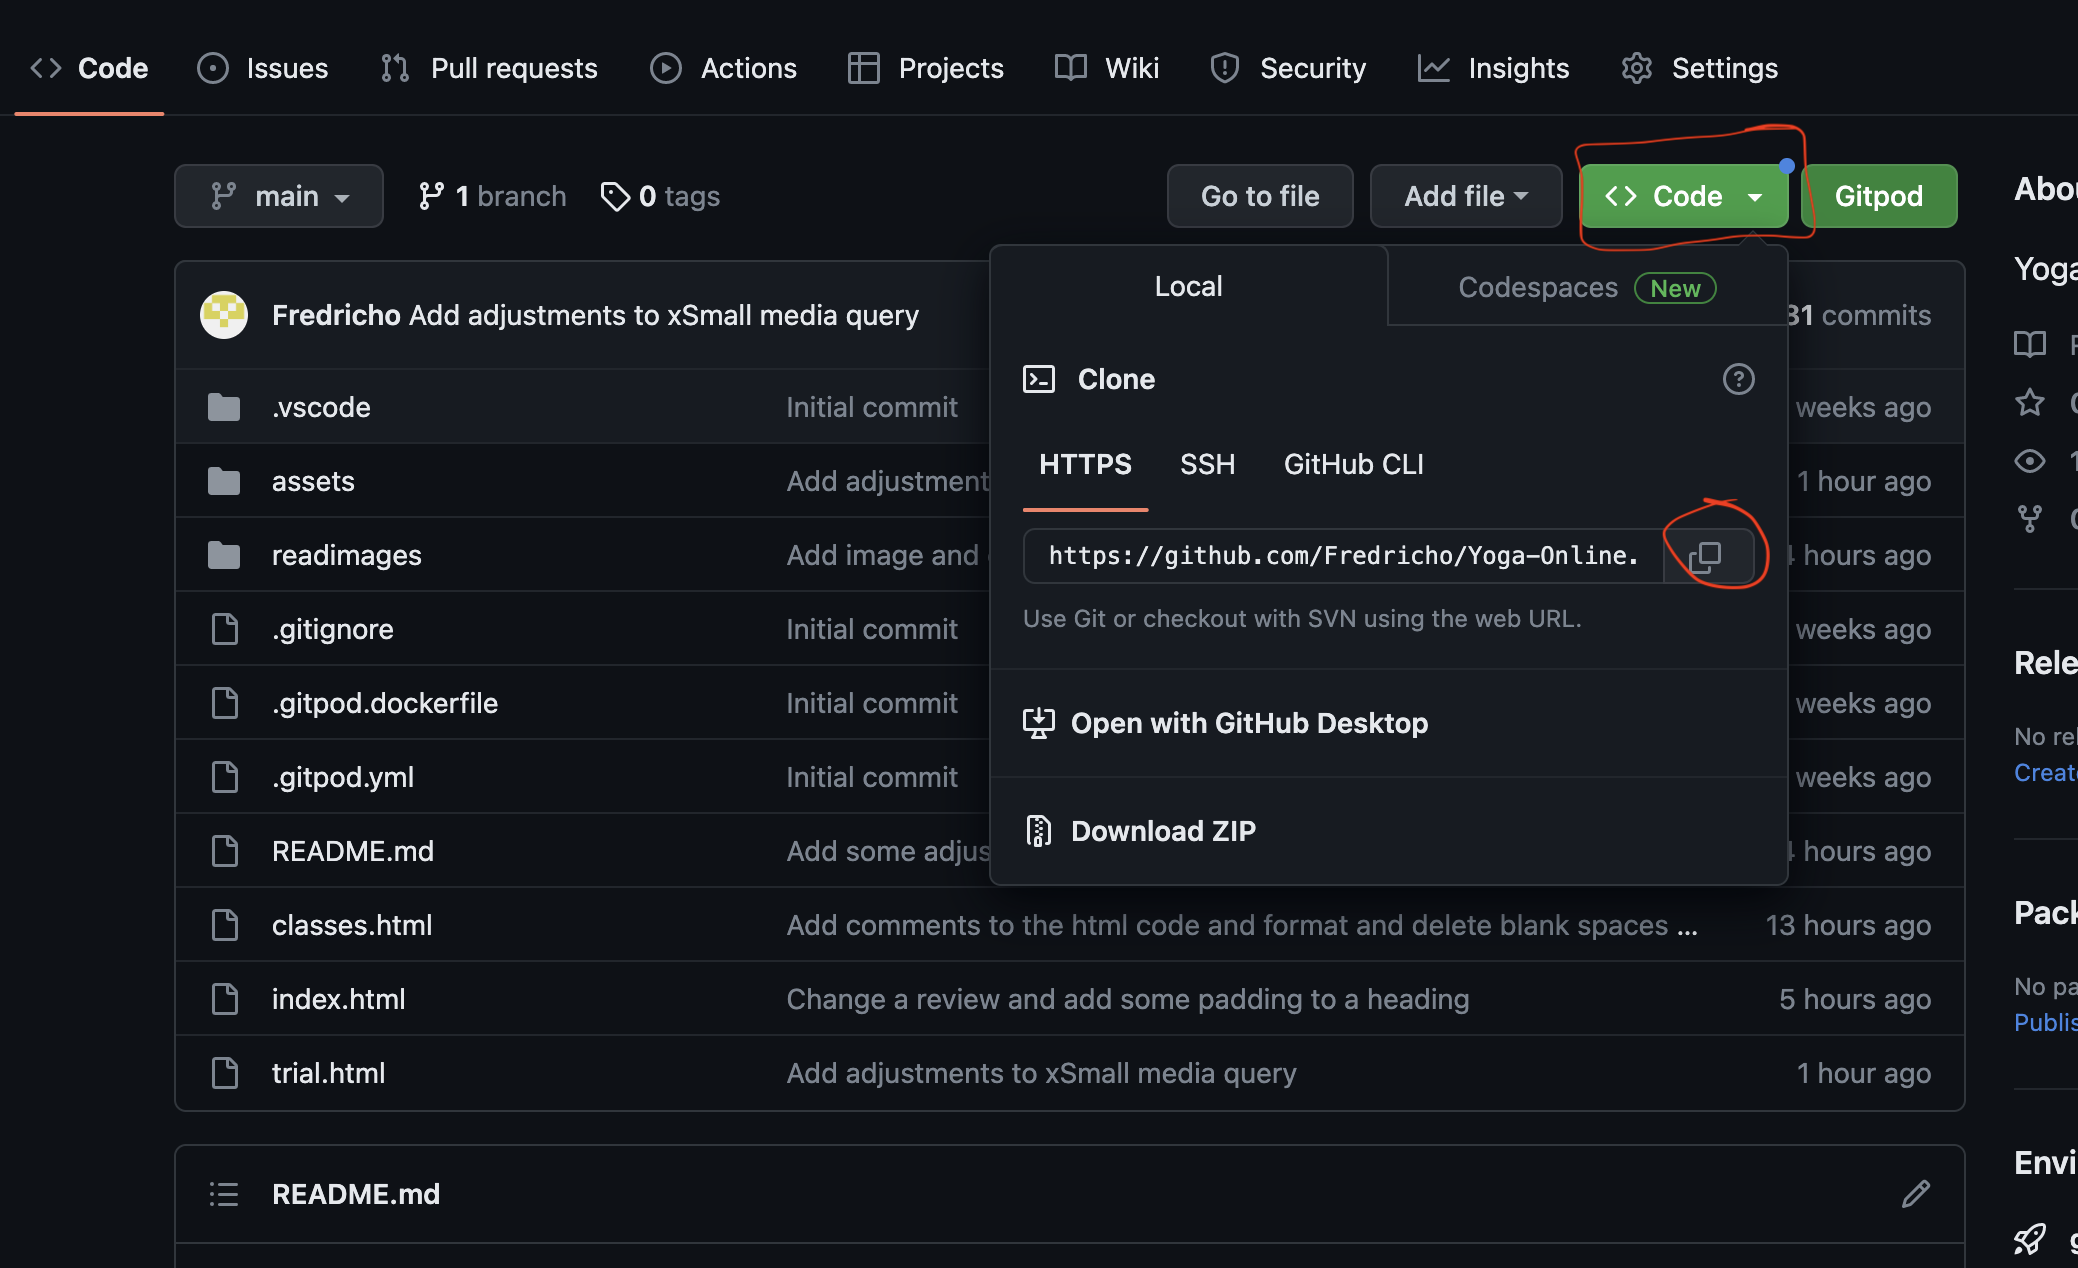 Code Issues Pull requests Actions Projects Wiki Security Insights Settings
main 1 branch 0 tags Go to file Add file Code Gitpod
Abou
Local Codespaces New
Yoga
Fredricho Add adjustments to xSmall media query 31 commits
Clone
.vscode Initial commit weeks ago
HTTPS SSH GitHub CLI
assets Add adjustment 1 hour ago
https://github.com/Fredricho/Yoga-Online.
readimages Add image and hours ago
Use Git or checkout with SVN using the web URL.
.gitignore Initial commit weeks ago
Rele
.gitpod.dockerfile Initial commit weeks ago
Open with GitHub Desktop
No rel
Creat
.gitpod.yml Initial commit weeks ago
Download ZIP
README.md Add some adjus hours ago
classes.html Add comments to the html code and format and delete blank spaces ... 13 hours ago
Pack
index.html Change a review and add some padding to a heading 5 hours ago
No pa
Publis
trial.html Add adjustments to xSmall media query 1 hour ago
Envi
README.md